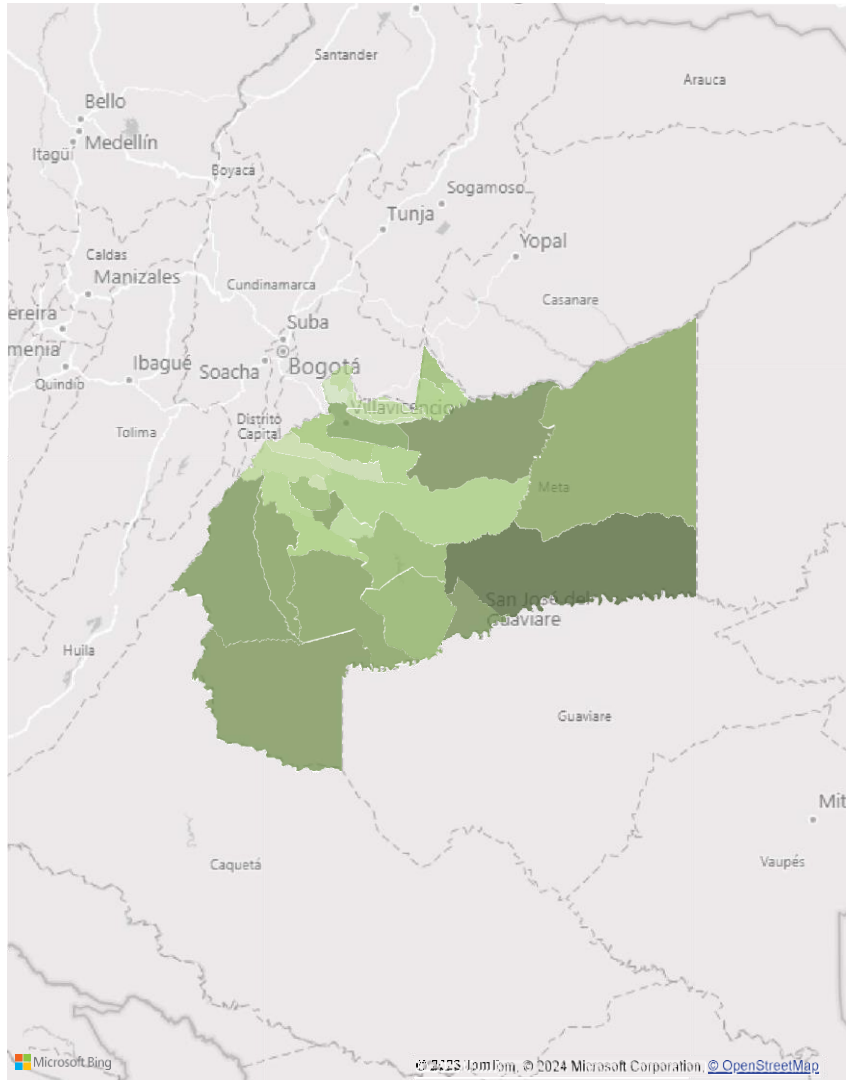 Santander
Arauca
Bello
Medellín
Itagüí
Boyacá
Sogamoso
Tunja
Yopal
Caldas
Manizales
Cundinamarca
Casanare
ereira
Suba
menia
Ibagué
Soacha
Bogotá
Quindío
Villavicencio
Distrito
Capital
Tolima
Meta
San José del
Guaviare
Huila
Guaviare
Mit
Caquetá
Vaupés
Microsoft Bing
© 2024 Microsoft Corporation, © OpenStreetMap